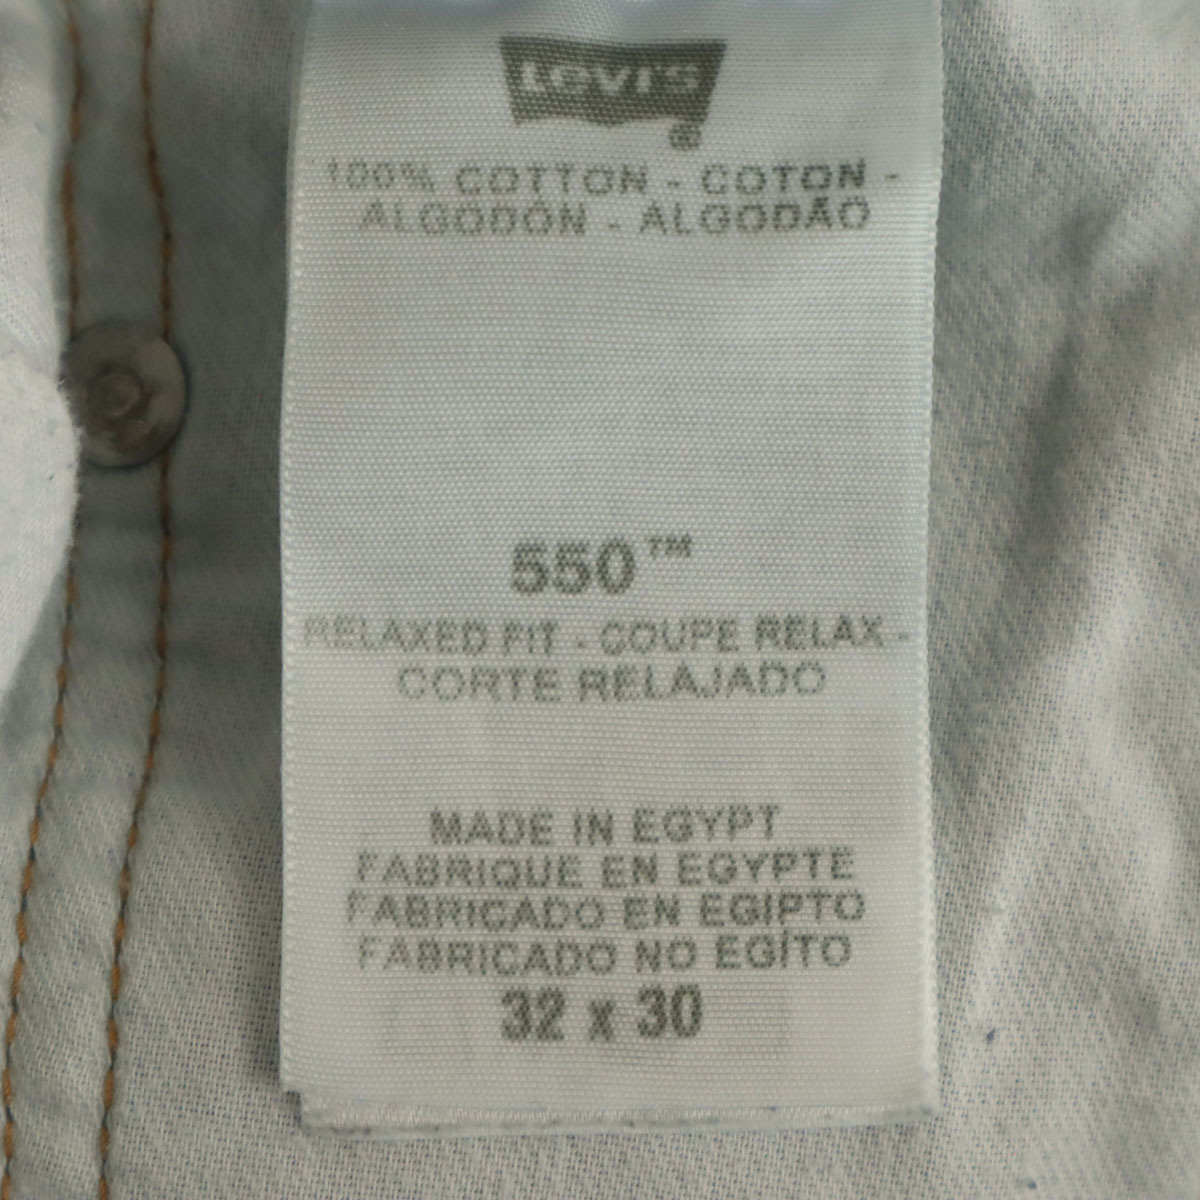 LEVI'S
®
100% COTTON - COTON -
ALGODÓN - ALGODÃO
550™
RELAXED FIT - COUPE RELAX -
CORTE RELAJADO
MADE IN EGYPT
FABRIQUE EN EGYPTE
FABRICADO EN EGIPTO
FABRICADO NO EGÍTO
32 x 30